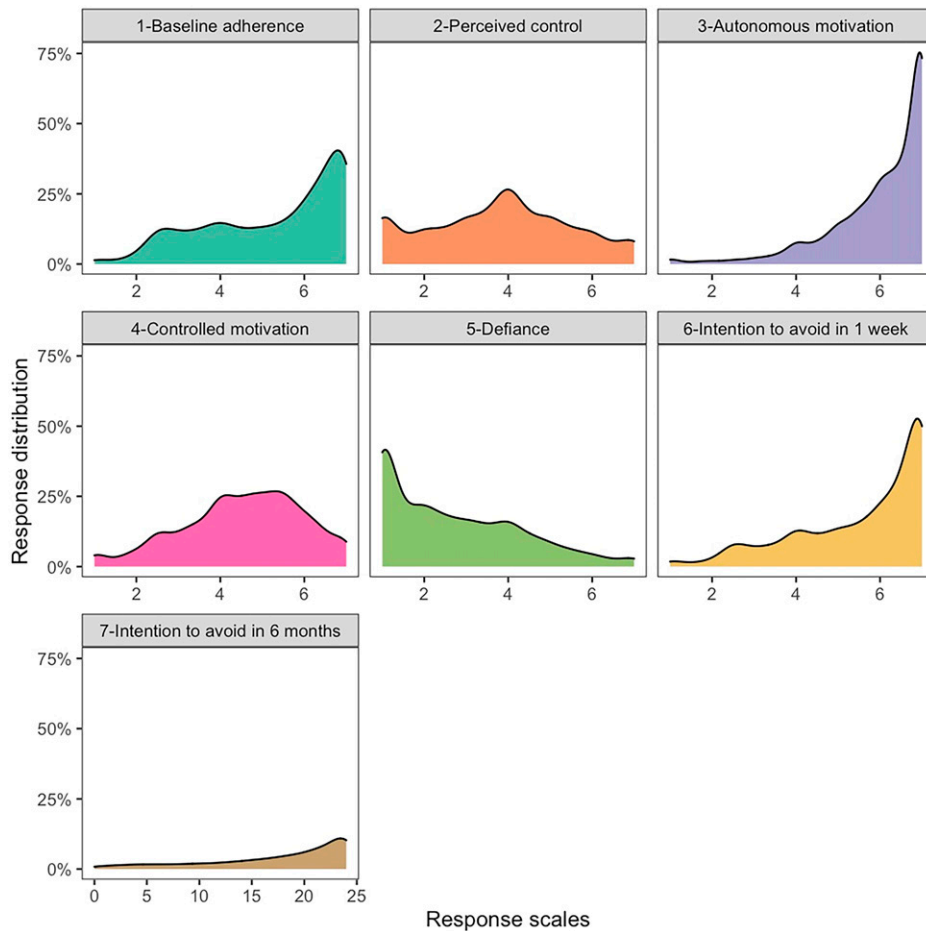 1-Baseline adherence
2-Perceived control
3-Autonomous motivation
75%
50%
25%
0%
2 4 6
2 4 6
2 4 6
4-Controlled motivation
5-Defiance
6-Intention to avoid in 1 week
Response distribution
75%
50%
25%
0%
2 4 6
2 4 6
2 4 6
7-Intention to avoid in 6 months
75%
50%
25%
0%
0 5 10 15 20 25
Response scales